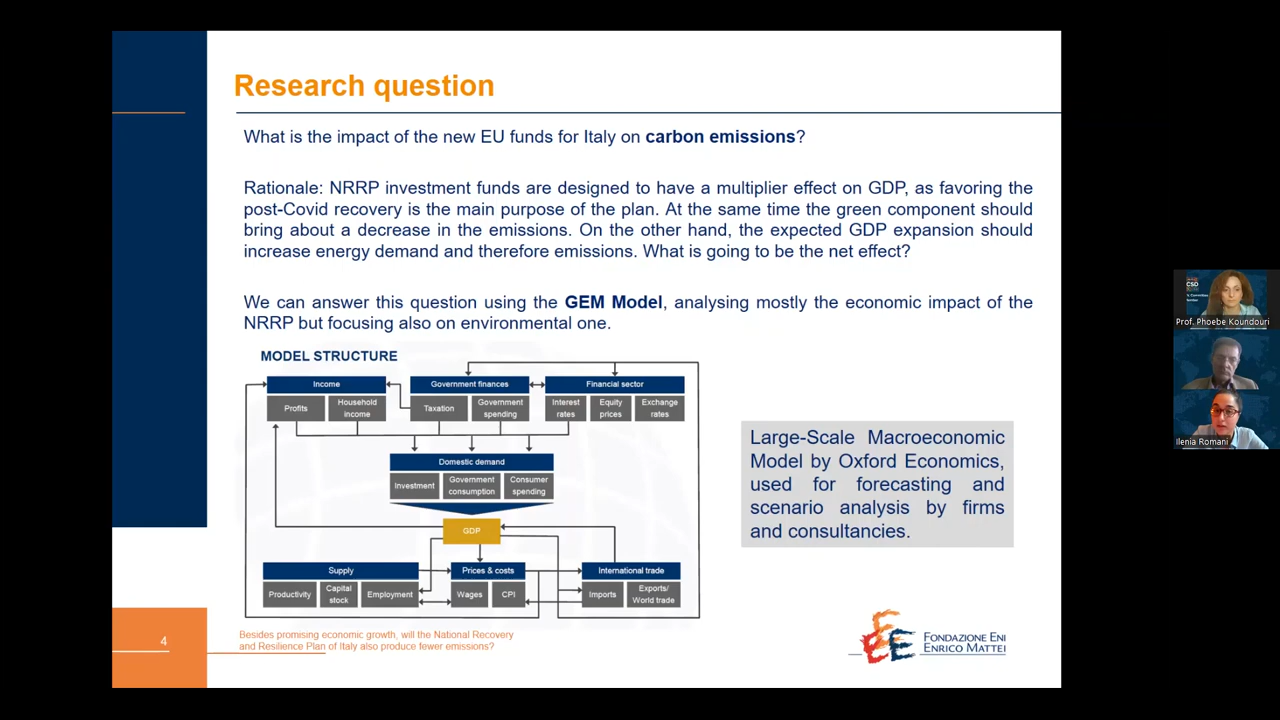 Research question
What is the impact of the new EU funds for Italy on carbon emissions?
Rationale: NRRP investment funds are designed to have a multiplier effect on GDP, as favoring the
post-Covid recovery is the main purpose of the plan. At the same time the green component should
bring about a decrease in the emissions. On the other hand, the expected GDP expansion should
increase energy demand and therefore emissions. What is going to be the net effect?
We can answer this question using the GEM Model, analysing mostly the economic impact of the
NRRP but focusing also on environmental one.
MODEL STRUCTURE
Income
Government finances
Financial sector
Profits
Household
income
Taxation
Government
spending
Interest
rates
Equity
prices
Exchange
rates
Domestic demand
Investment
Government
consumption
Consumer
spending
GDP
Supply
Prices & costs
International trade
Productivity
Capital
stock
Employment
Wages
CPI
Imports
Exports/
World trade
Large-Scale Macroeconomic
Model by Oxford Economics,
used for forecasting and
scenario analysis by firms
and consultancies.
4
Besides promising economic growth, will the National Recovery
and Resilience Plan of Italy also produce fewer emissions?
FONDAZIONE ENI
ENRICO MATTEI
CSD
Prof. Phoebe Koundouri
Ilenia Romani